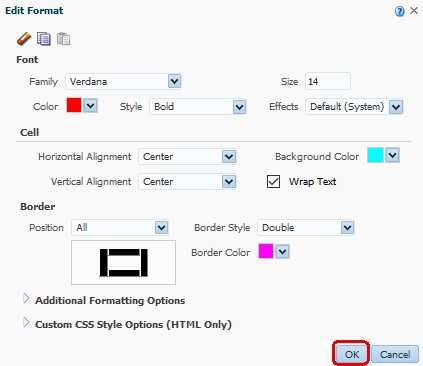 Edit Format
Font
Family Verdana Size 14
Color Style Bold Effects Default (System)
Cell
Horizontal Alignment Center Background Color
Vertical Alignment Center Wrap Text
Border
Position All Border Style Double
Border Color
Additional Formatting Options
Custom CSS Style Options (HTML Only)
OK Cancel